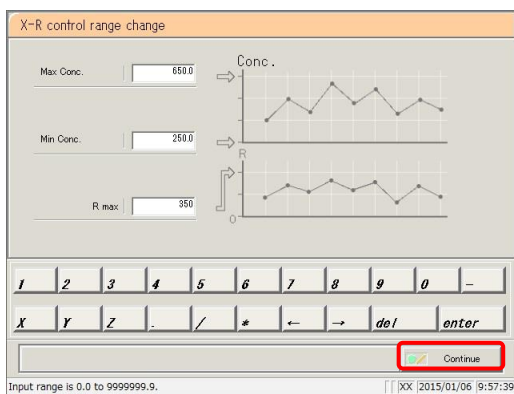 X-R control range change
Max Conc. 650.0
Conc.
Min Conc. 250.0
R
R max 350
0
1 2 3 4 5 6 7 8 9 0 -
X Y Z . / * ← → del enter
Continue
Input range is 0.0 to 9999999.9. XX 2015/01/06 9:57:39